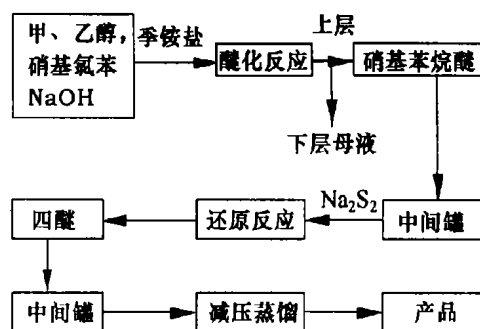 甲、乙醇，
硝基氯苯
NaOH
季铵盐
醚化反应
上层
硝基苯烷醚
下层母液
四醚
还原反应
Na₂S₂
中间罐
中间罐
减压蒸馏
产品